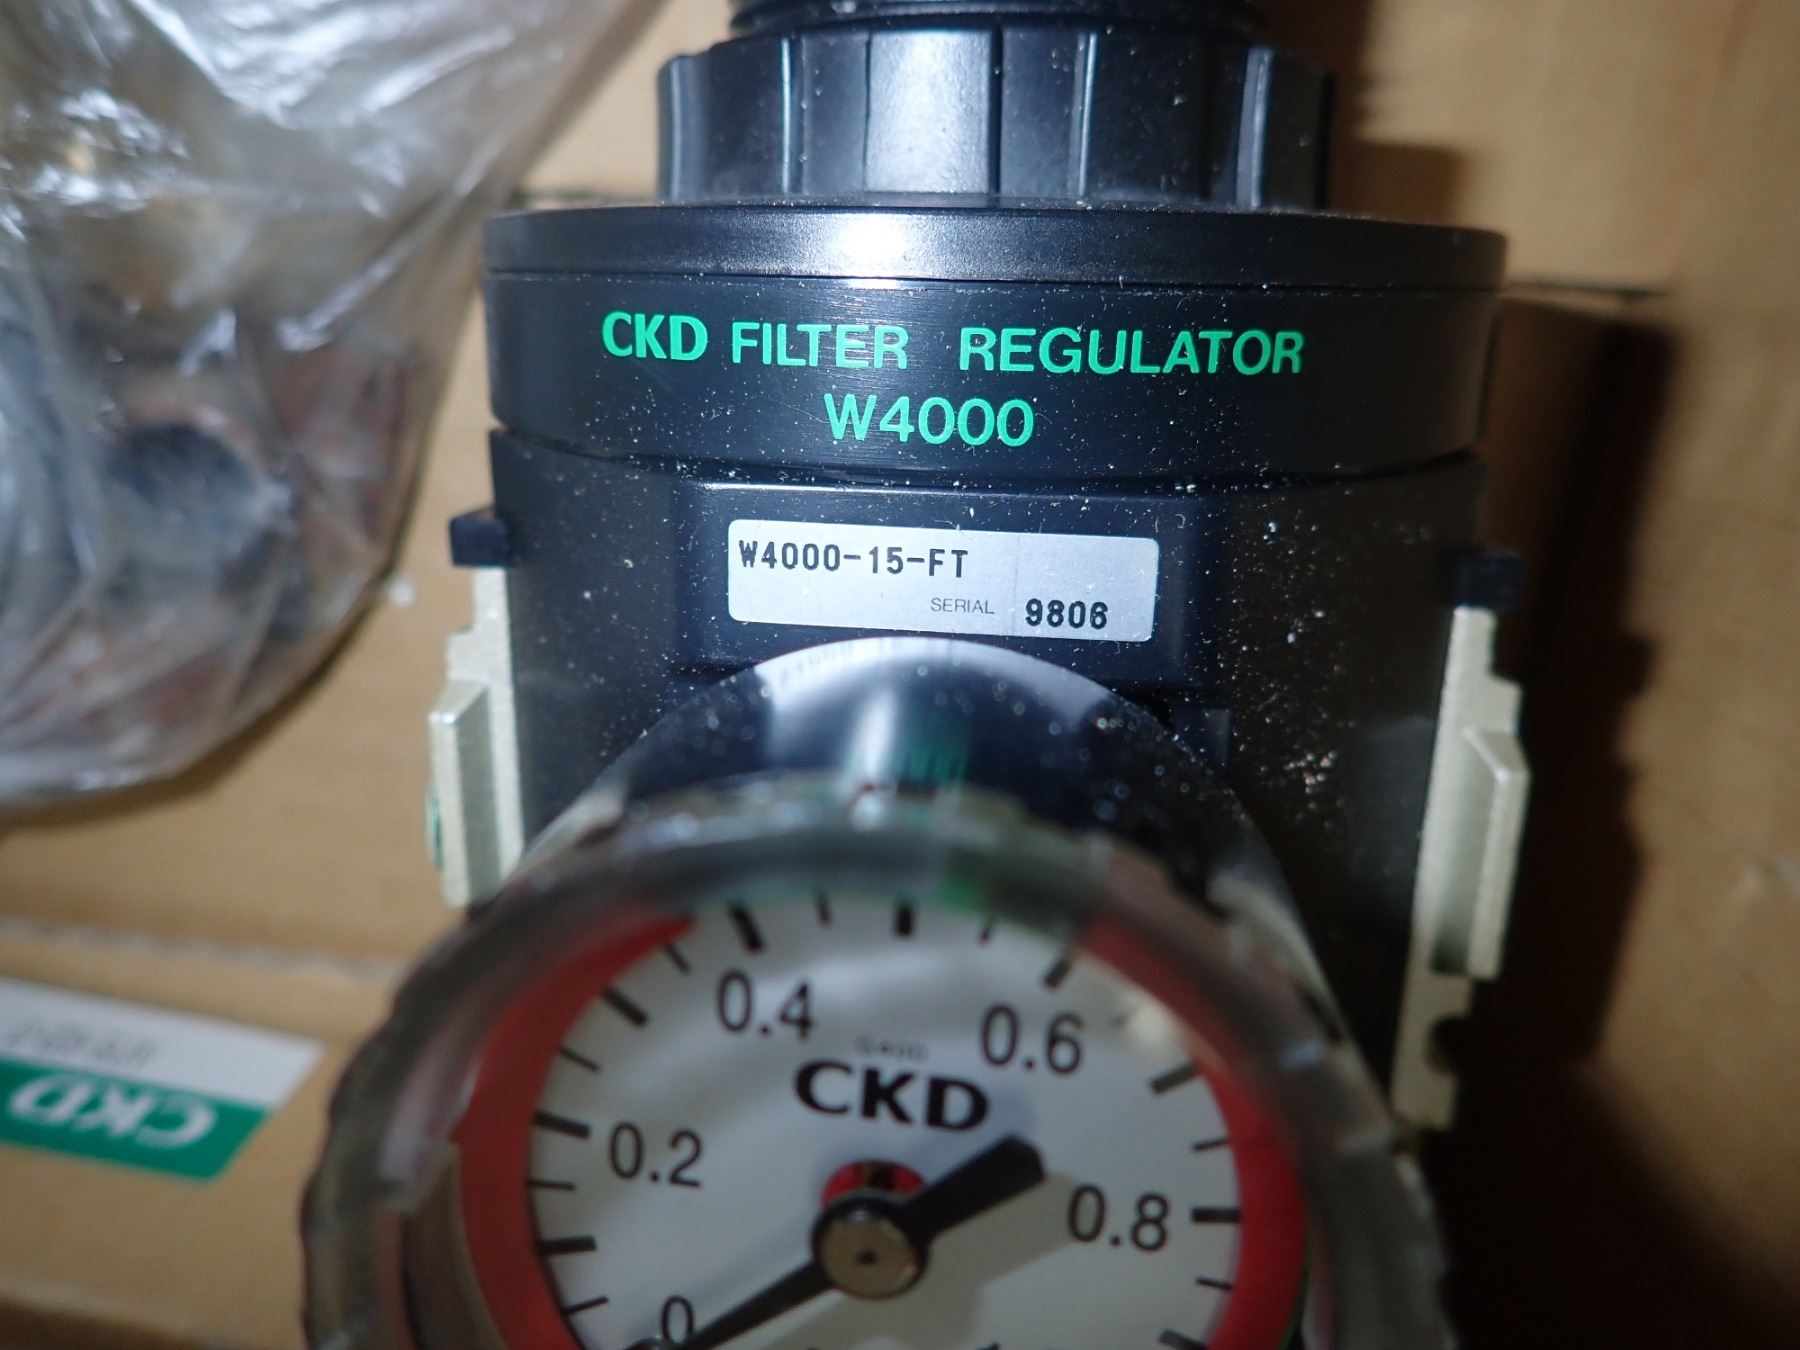 CKD FILTER REGULATOR
W4000
W4000-15-FT
SERIAL 9806
0.4
0.6
CKD
0.2
0.8
0
CKD